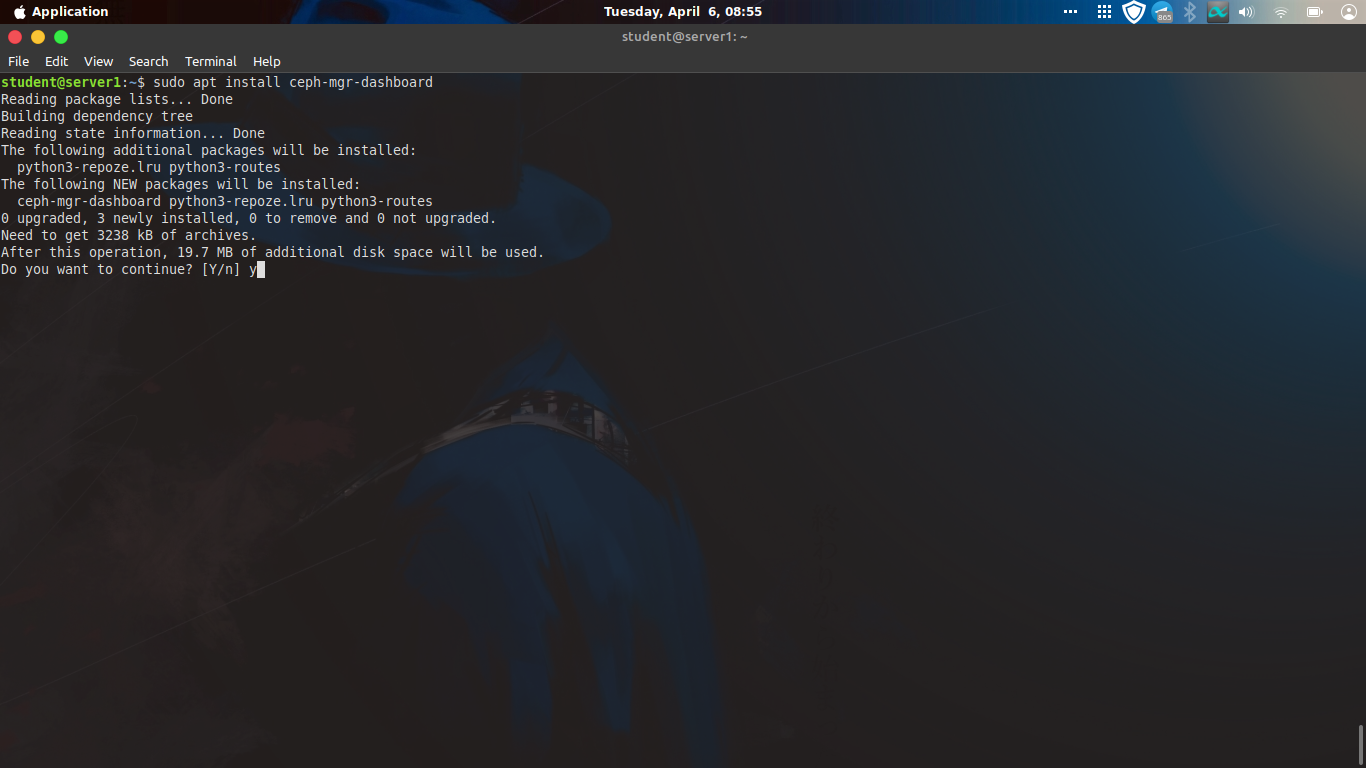 Application
Tuesday, April 6, 08:55
865
student@server1: ~
File Edit View Search Terminal Help
student@server1:~$ sudo apt install ceph-mgr-dashboard
Reading package lists... Done
Building dependency tree
Reading state information... Done
The following additional packages will be installed:
  python3-repoze.lru python3-routes
The following NEW packages will be installed:
  ceph-mgr-dashboard python3-repoze.lru python3-routes
0 upgraded, 3 newly installed, 0 to remove and 0 not upgraded.
Need to get 3238 kB of archives.
After this operation, 19.7 MB of additional disk space will be used.
Do you want to continue? [Y/n] y